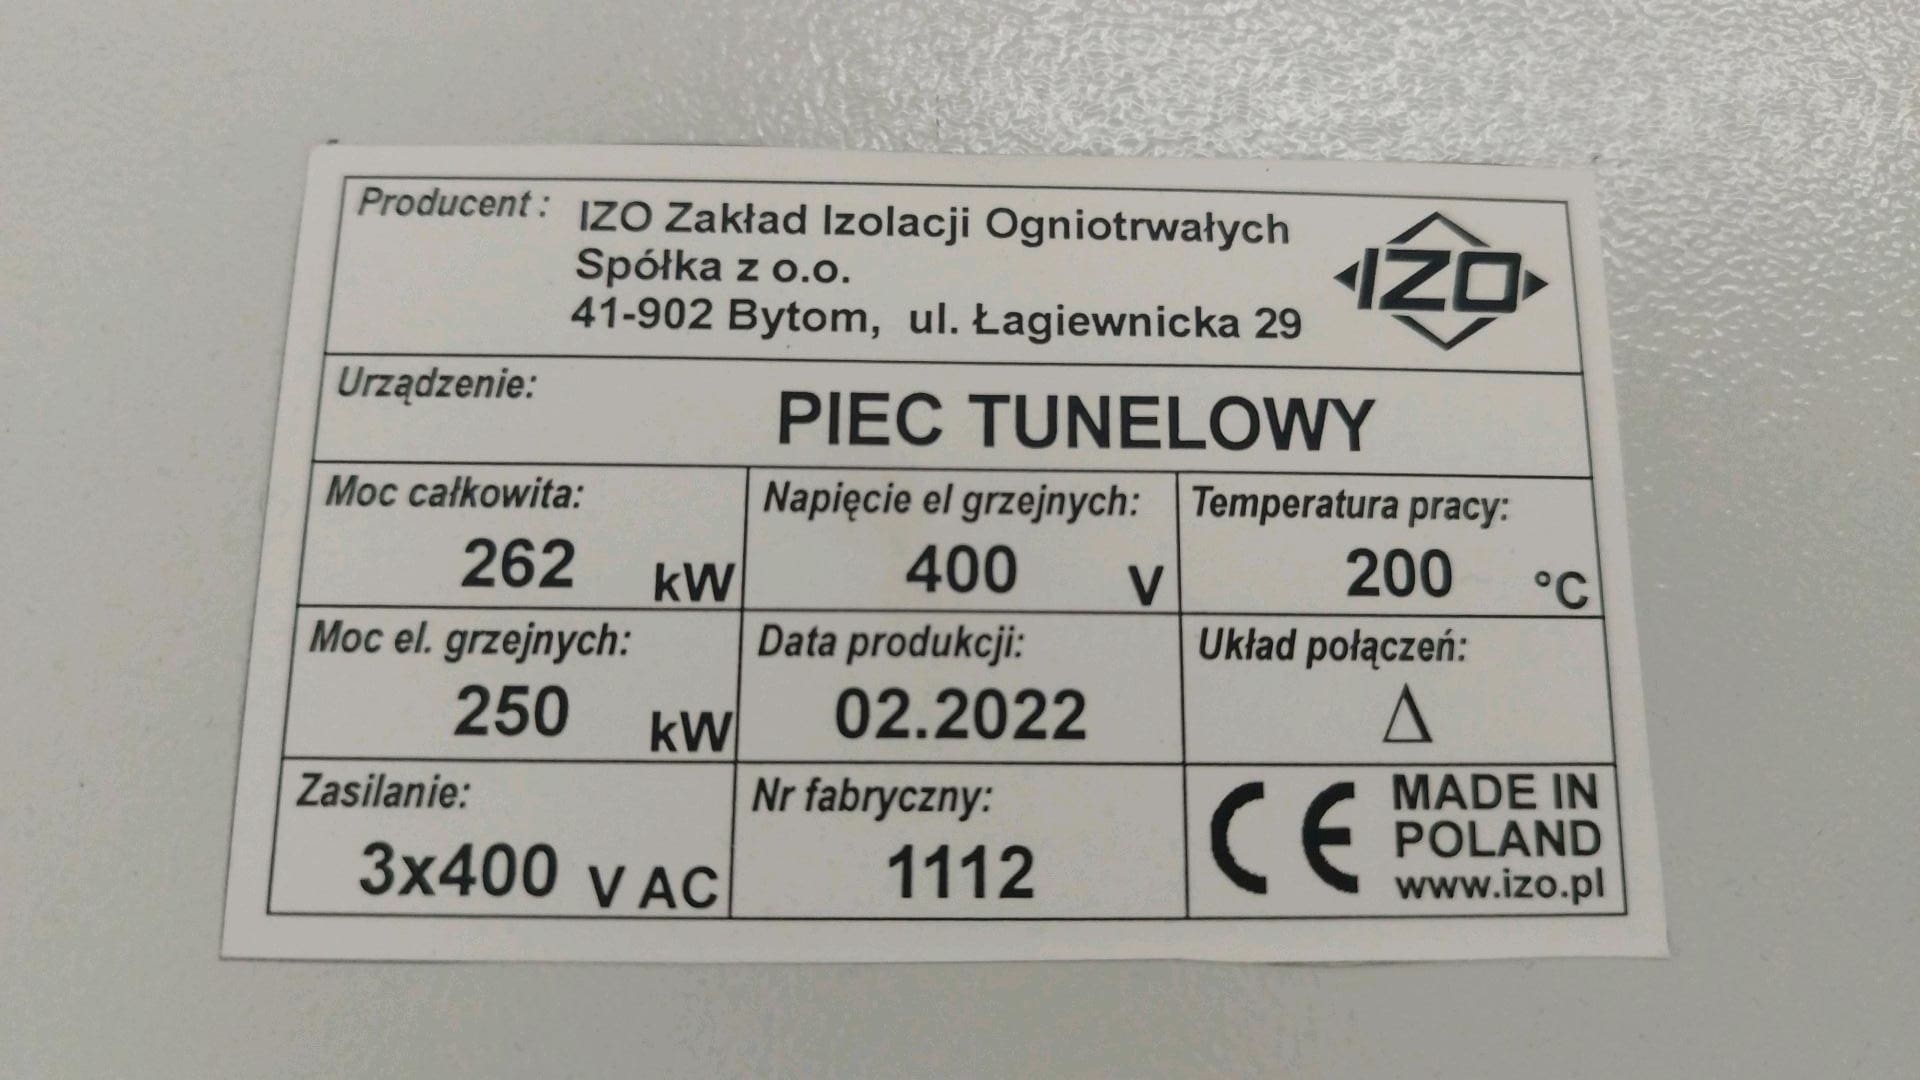 Producent: IZO Zakład Izolacji Ogniotrwałych
Spółka z o.o.
41-902 Bytom, ul. Łagiewnicka 29
IZO
Urządzenie: PIEC TUNELOWY
Moc całkowita: 262 kW
Napięcie el grzejnych: 400 V
Temperatura pracy: 200 °C
Moc el. grzejnych: 250 kW
Data produkcji: 02.2022
Układ połączeń: Δ
Zasilanie: 3x400 V AC
Nr fabryczny: 1112
CE
MADE IN
POLAND
www.izo.pl